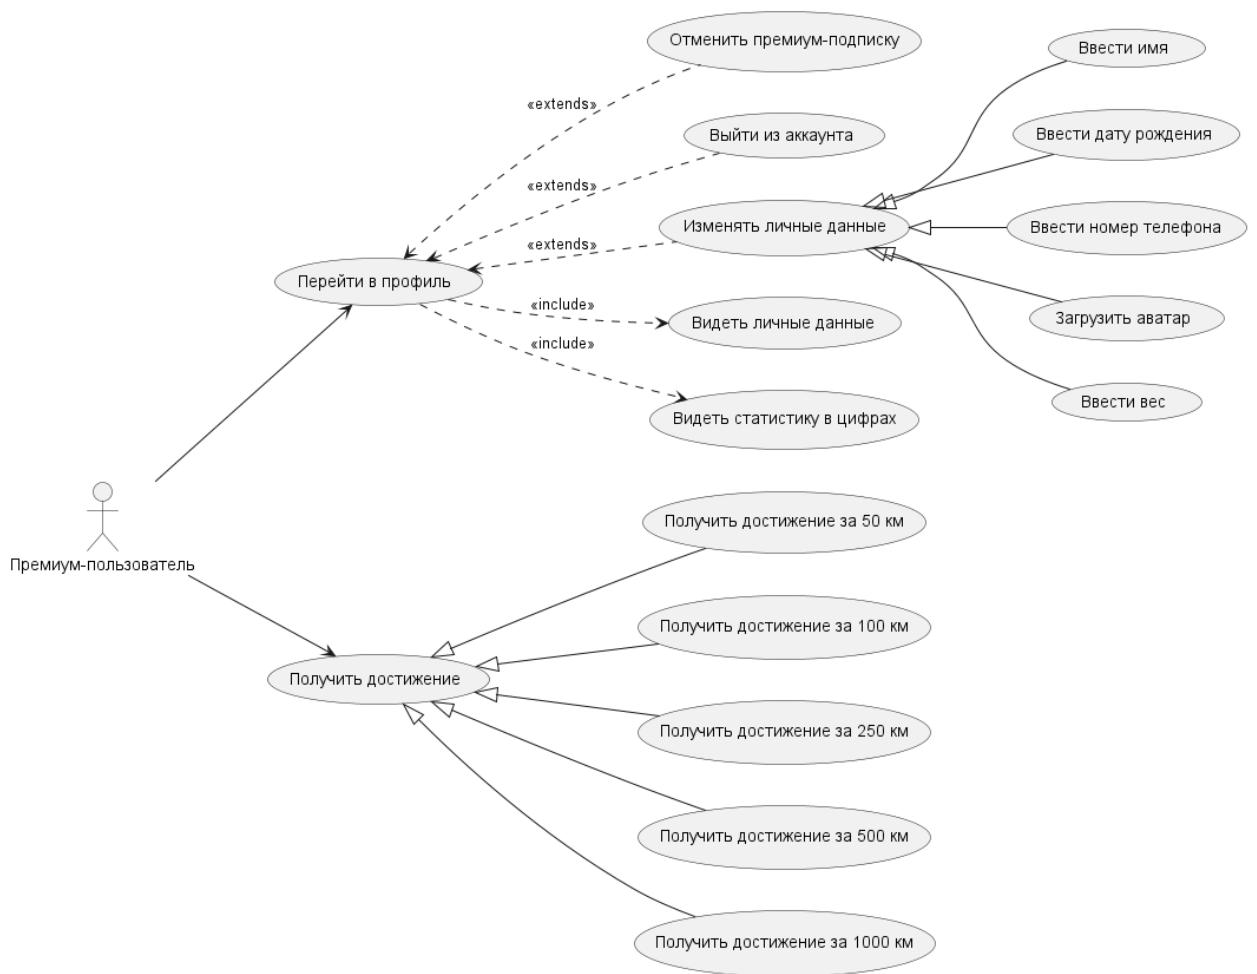 Отменить премиум-подписку
Ввести имя
«extends»
Выйти из аккаунта
Ввести дату рождения
«extends»
Изменять личные данные
Ввести номер телефона
«extends»
Перейти в профиль
«include»
Видеть личные данные
Загрузить аватар
«include»
Видеть статистику в цифрах
Ввести вес
Получить достижение за 50 км
Премиум-пользователь
Получить достижение за 100 км
Получить достижение
Получить достижение за 250 км
Получить достижение за 500 км
Получить достижение за 1000 км